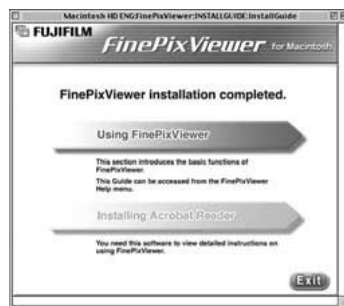 Macintosh HD ENG:FinePixViewer:INSTALLGUIDE:InstallGuide
FUJIFILM
FinePixViewer for Macintosh
FinePixViewer installation completed.
Using FinePixViewer
This section introduces the basic functions of
FinePixViewer.
This Guide can be accessed from the FinePixViewer
Help menu.
Installing Acrobat Reader
You need this software to view detailed instructions on
using FinePixViewer.
Exit